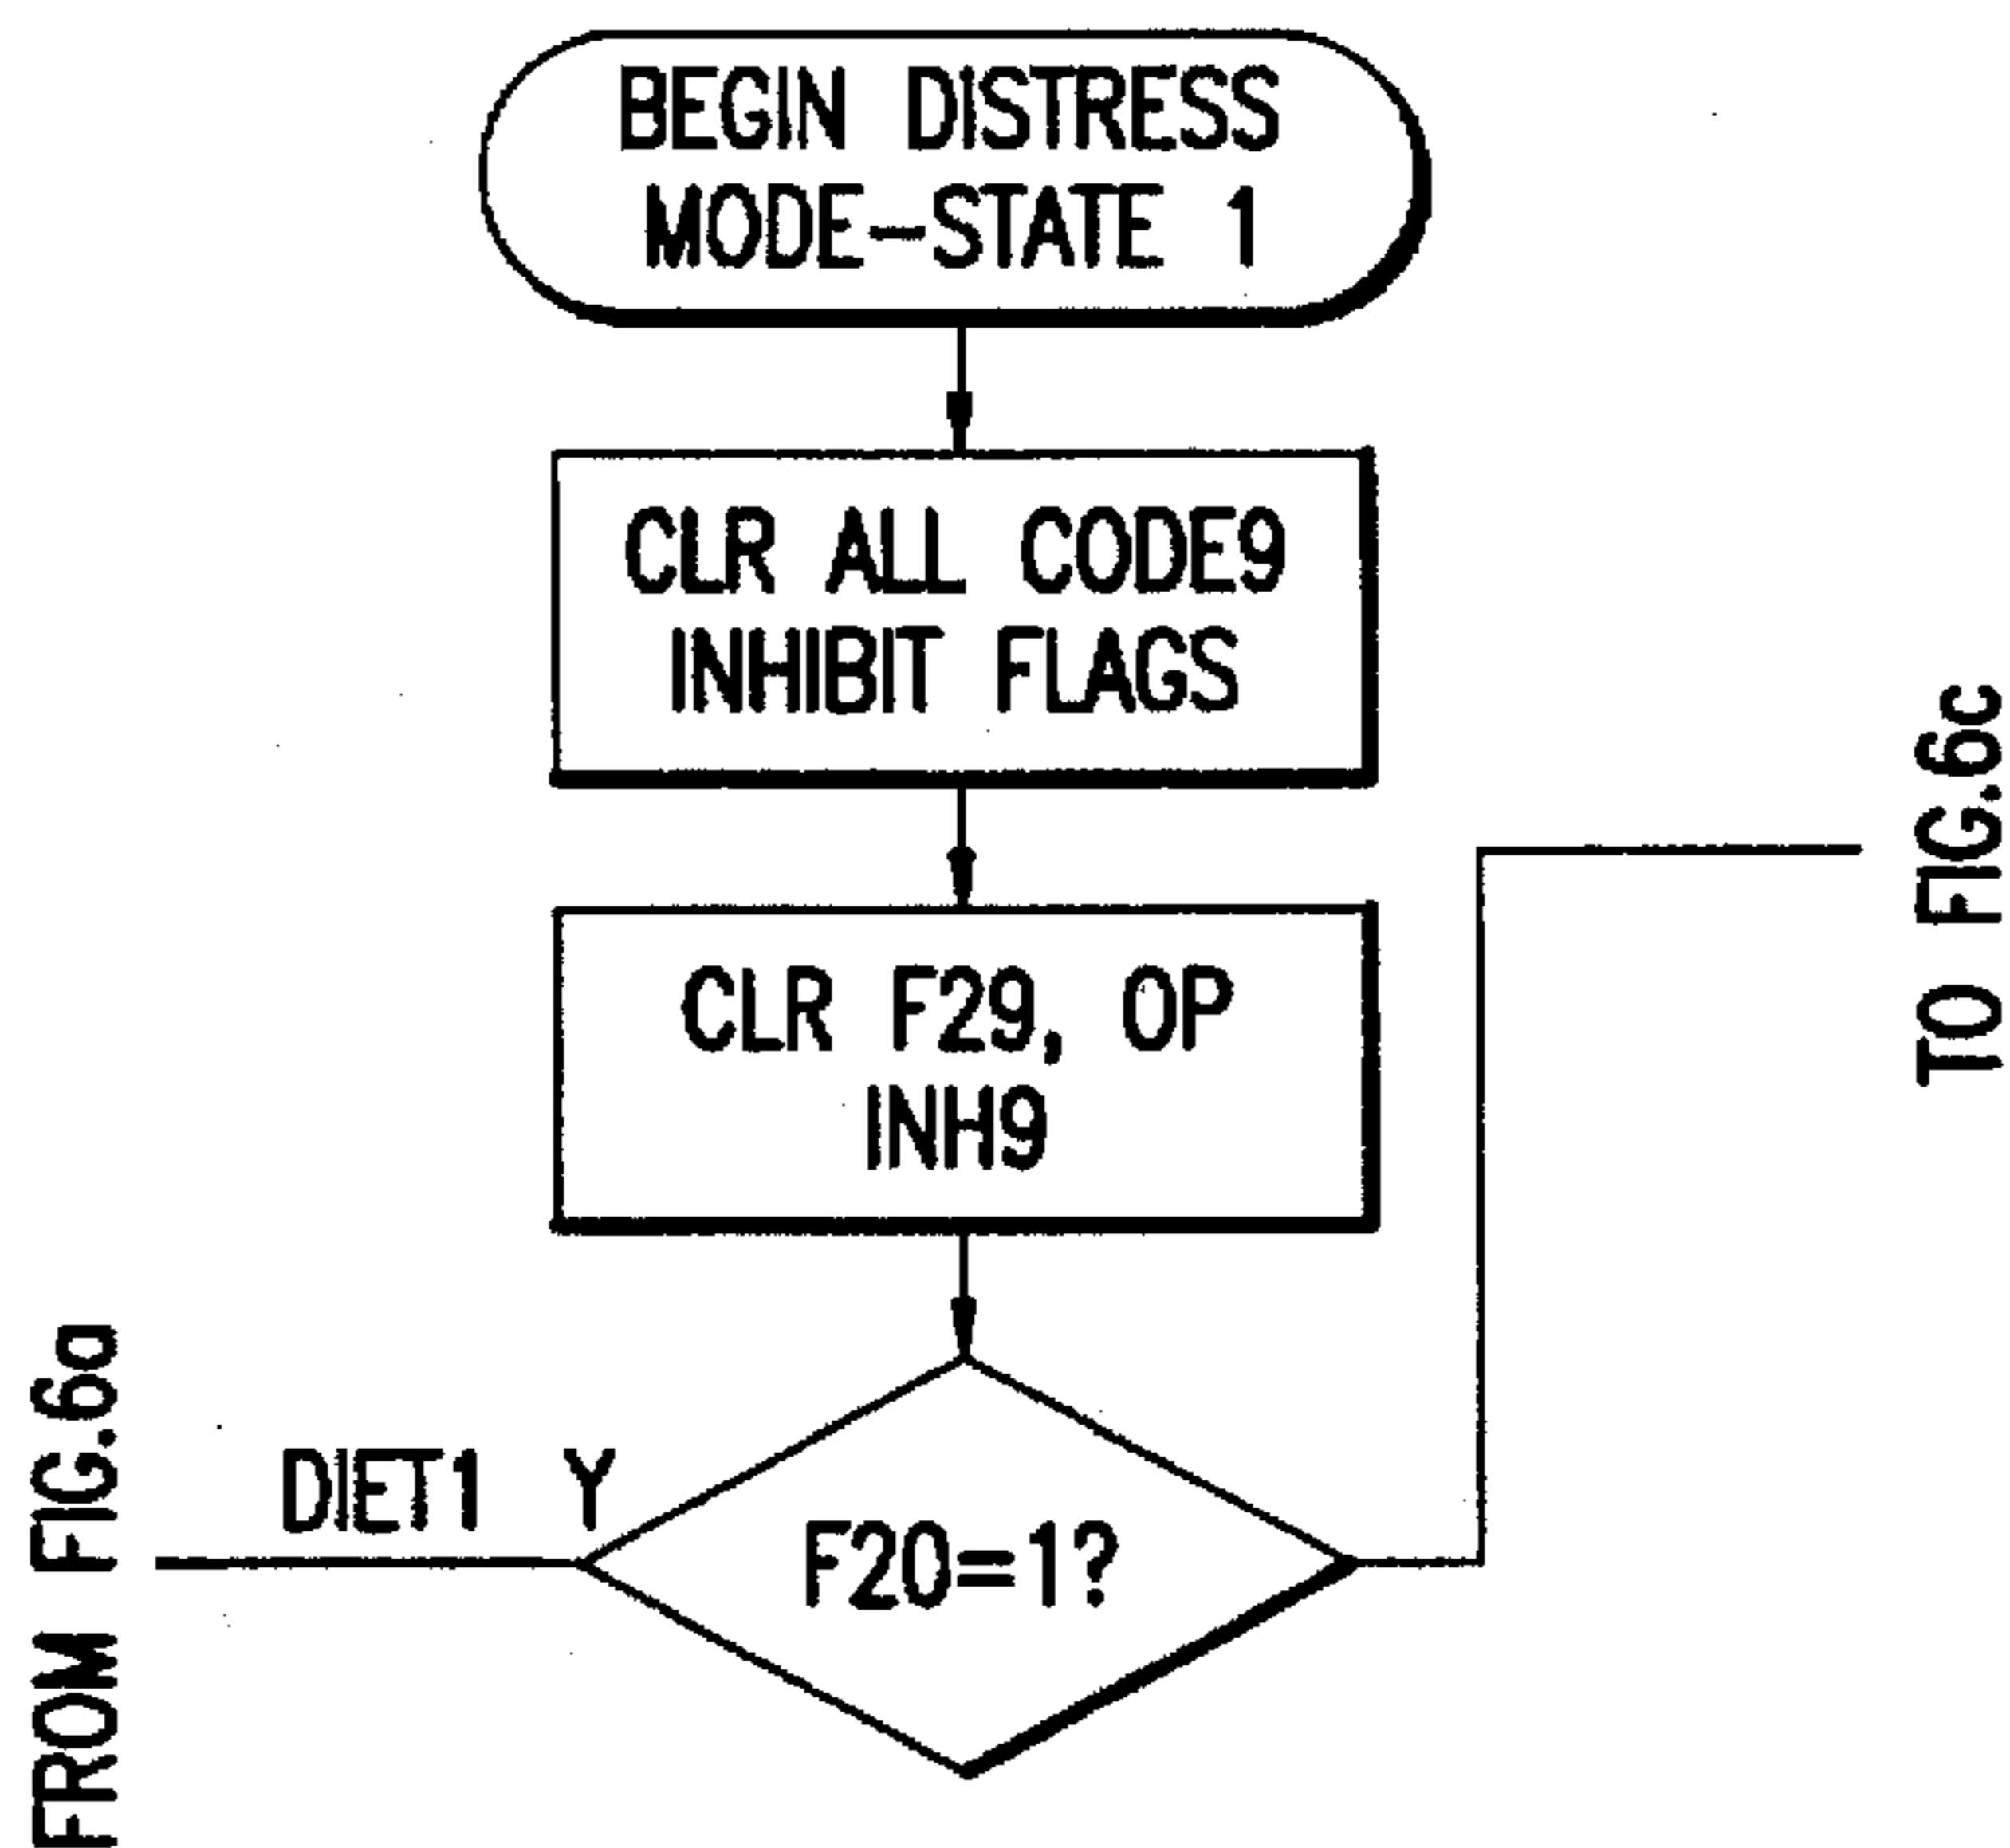 BEGIN DISTRESS
MODE-STATE 1
CLR ALL CODE9
INHIBIT FLAGS
CLR F29, OP
INH9
TO FIG.6c
FROM FIG.6a
DIET1 Y
F20=1?